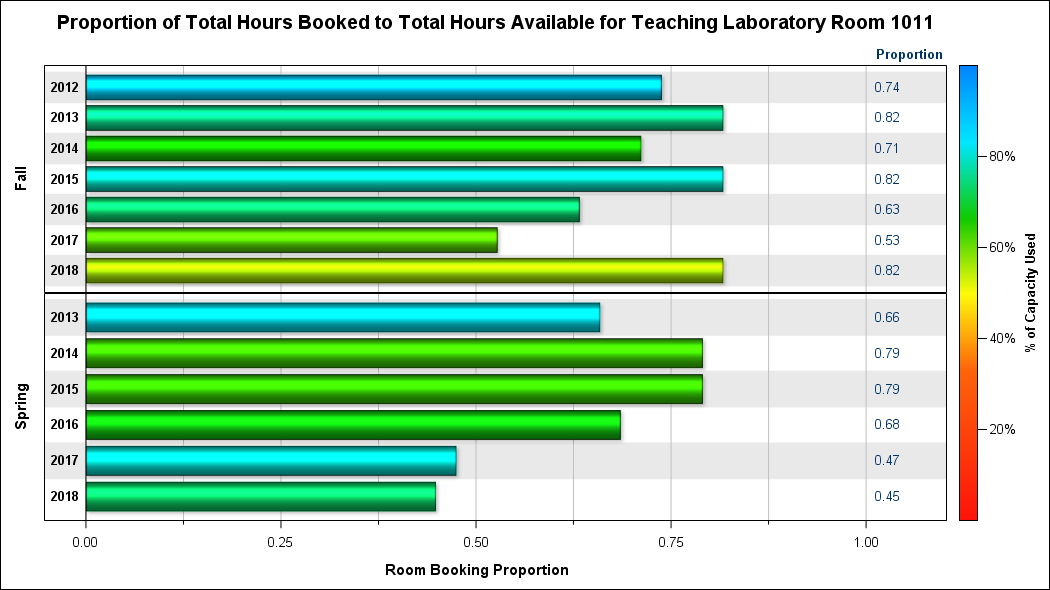 Proportion of Total Hours Booked to Total Hours Available for Teaching Laboratory Room 1011
Proportion
Fall
2012 0.74
2013 0.82
2014 0.71
2015 0.82
2016 0.63
2017 0.53
2018 0.82
Spring
2013 0.66
2014 0.79
2015 0.79
2016 0.68
2017 0.47
2018 0.45
0.00 0.25 0.50 0.75 1.00
Room Booking Proportion
80%
60%
40%
20%
% of Capacity Used